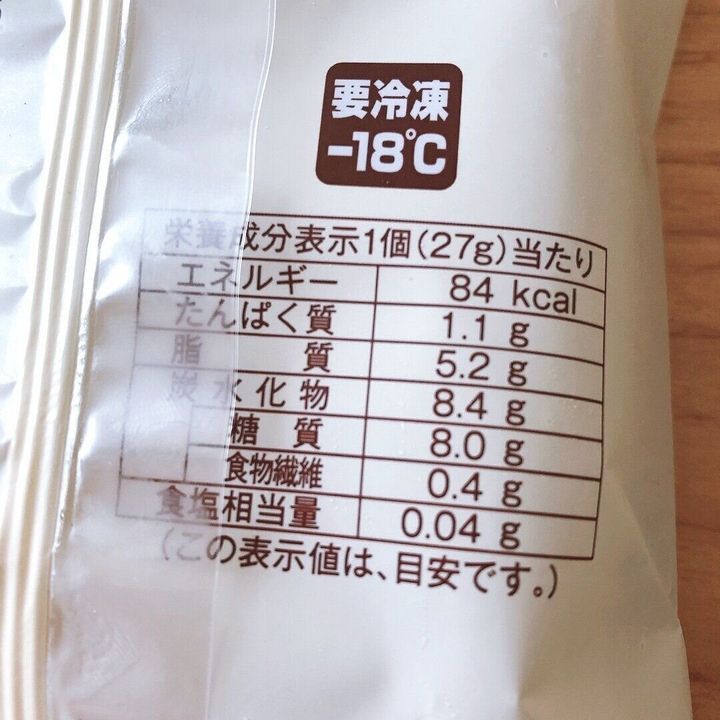 要冷凍
-18℃
栄養成分表示1個(27g)当たり
エネルギー 84 kcal
たんぱく質 1.1 g
脂質 5.2 g
炭水化物 8.4 g
糖質 8.0 g
食物繊維 0.4 g
食塩相当量 0.04 g
(この表示値は、目安です。)